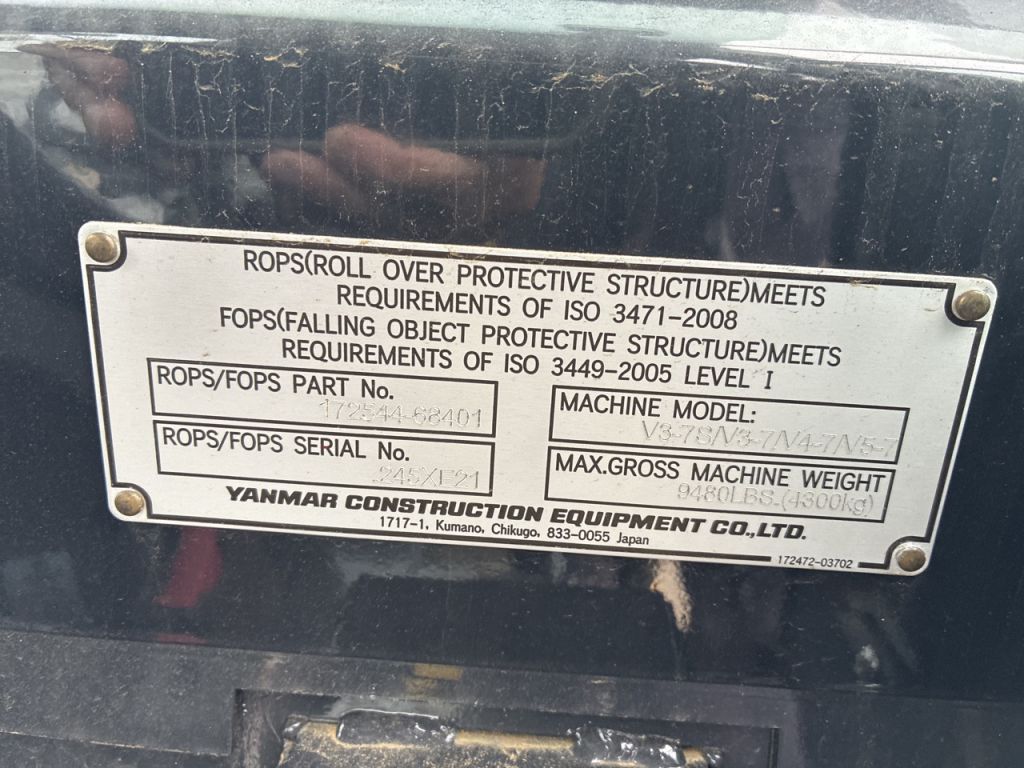 ROPS(ROLL OVER PROTECTIVE STRUCTURE)MEETS
REQUIREMENTS OF ISO 3471-2008
FOPS(FALLING OBJECT PROTECTIVE STRUCTURE)MEETS
REQUIREMENTS OF ISO 3449-2005 LEVEL I
ROPS/FOPS PART No.
172544-68401
ROPS/FOPS SERIAL No.
245XE21
MACHINE MODEL:
V3-7S/V3-7/V4-7/V5-7
MAX.GROSS MACHINE WEIGHT
9480LBS.(4300kg)
YANMAR CONSTRUCTION EQUIPMENT CO.,LTD.
1717-1, Kumano, Chikugo, 833-0055 Japan
172472-03702